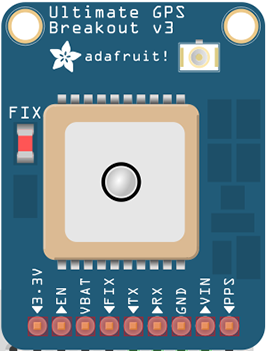 Ultimate GPS
Breakout v3
adafruit!
FIX
◀3.3V
▶EN
VBAT
◀FIX
◀TX
▶RX
GND
▶VIN
◀PPS